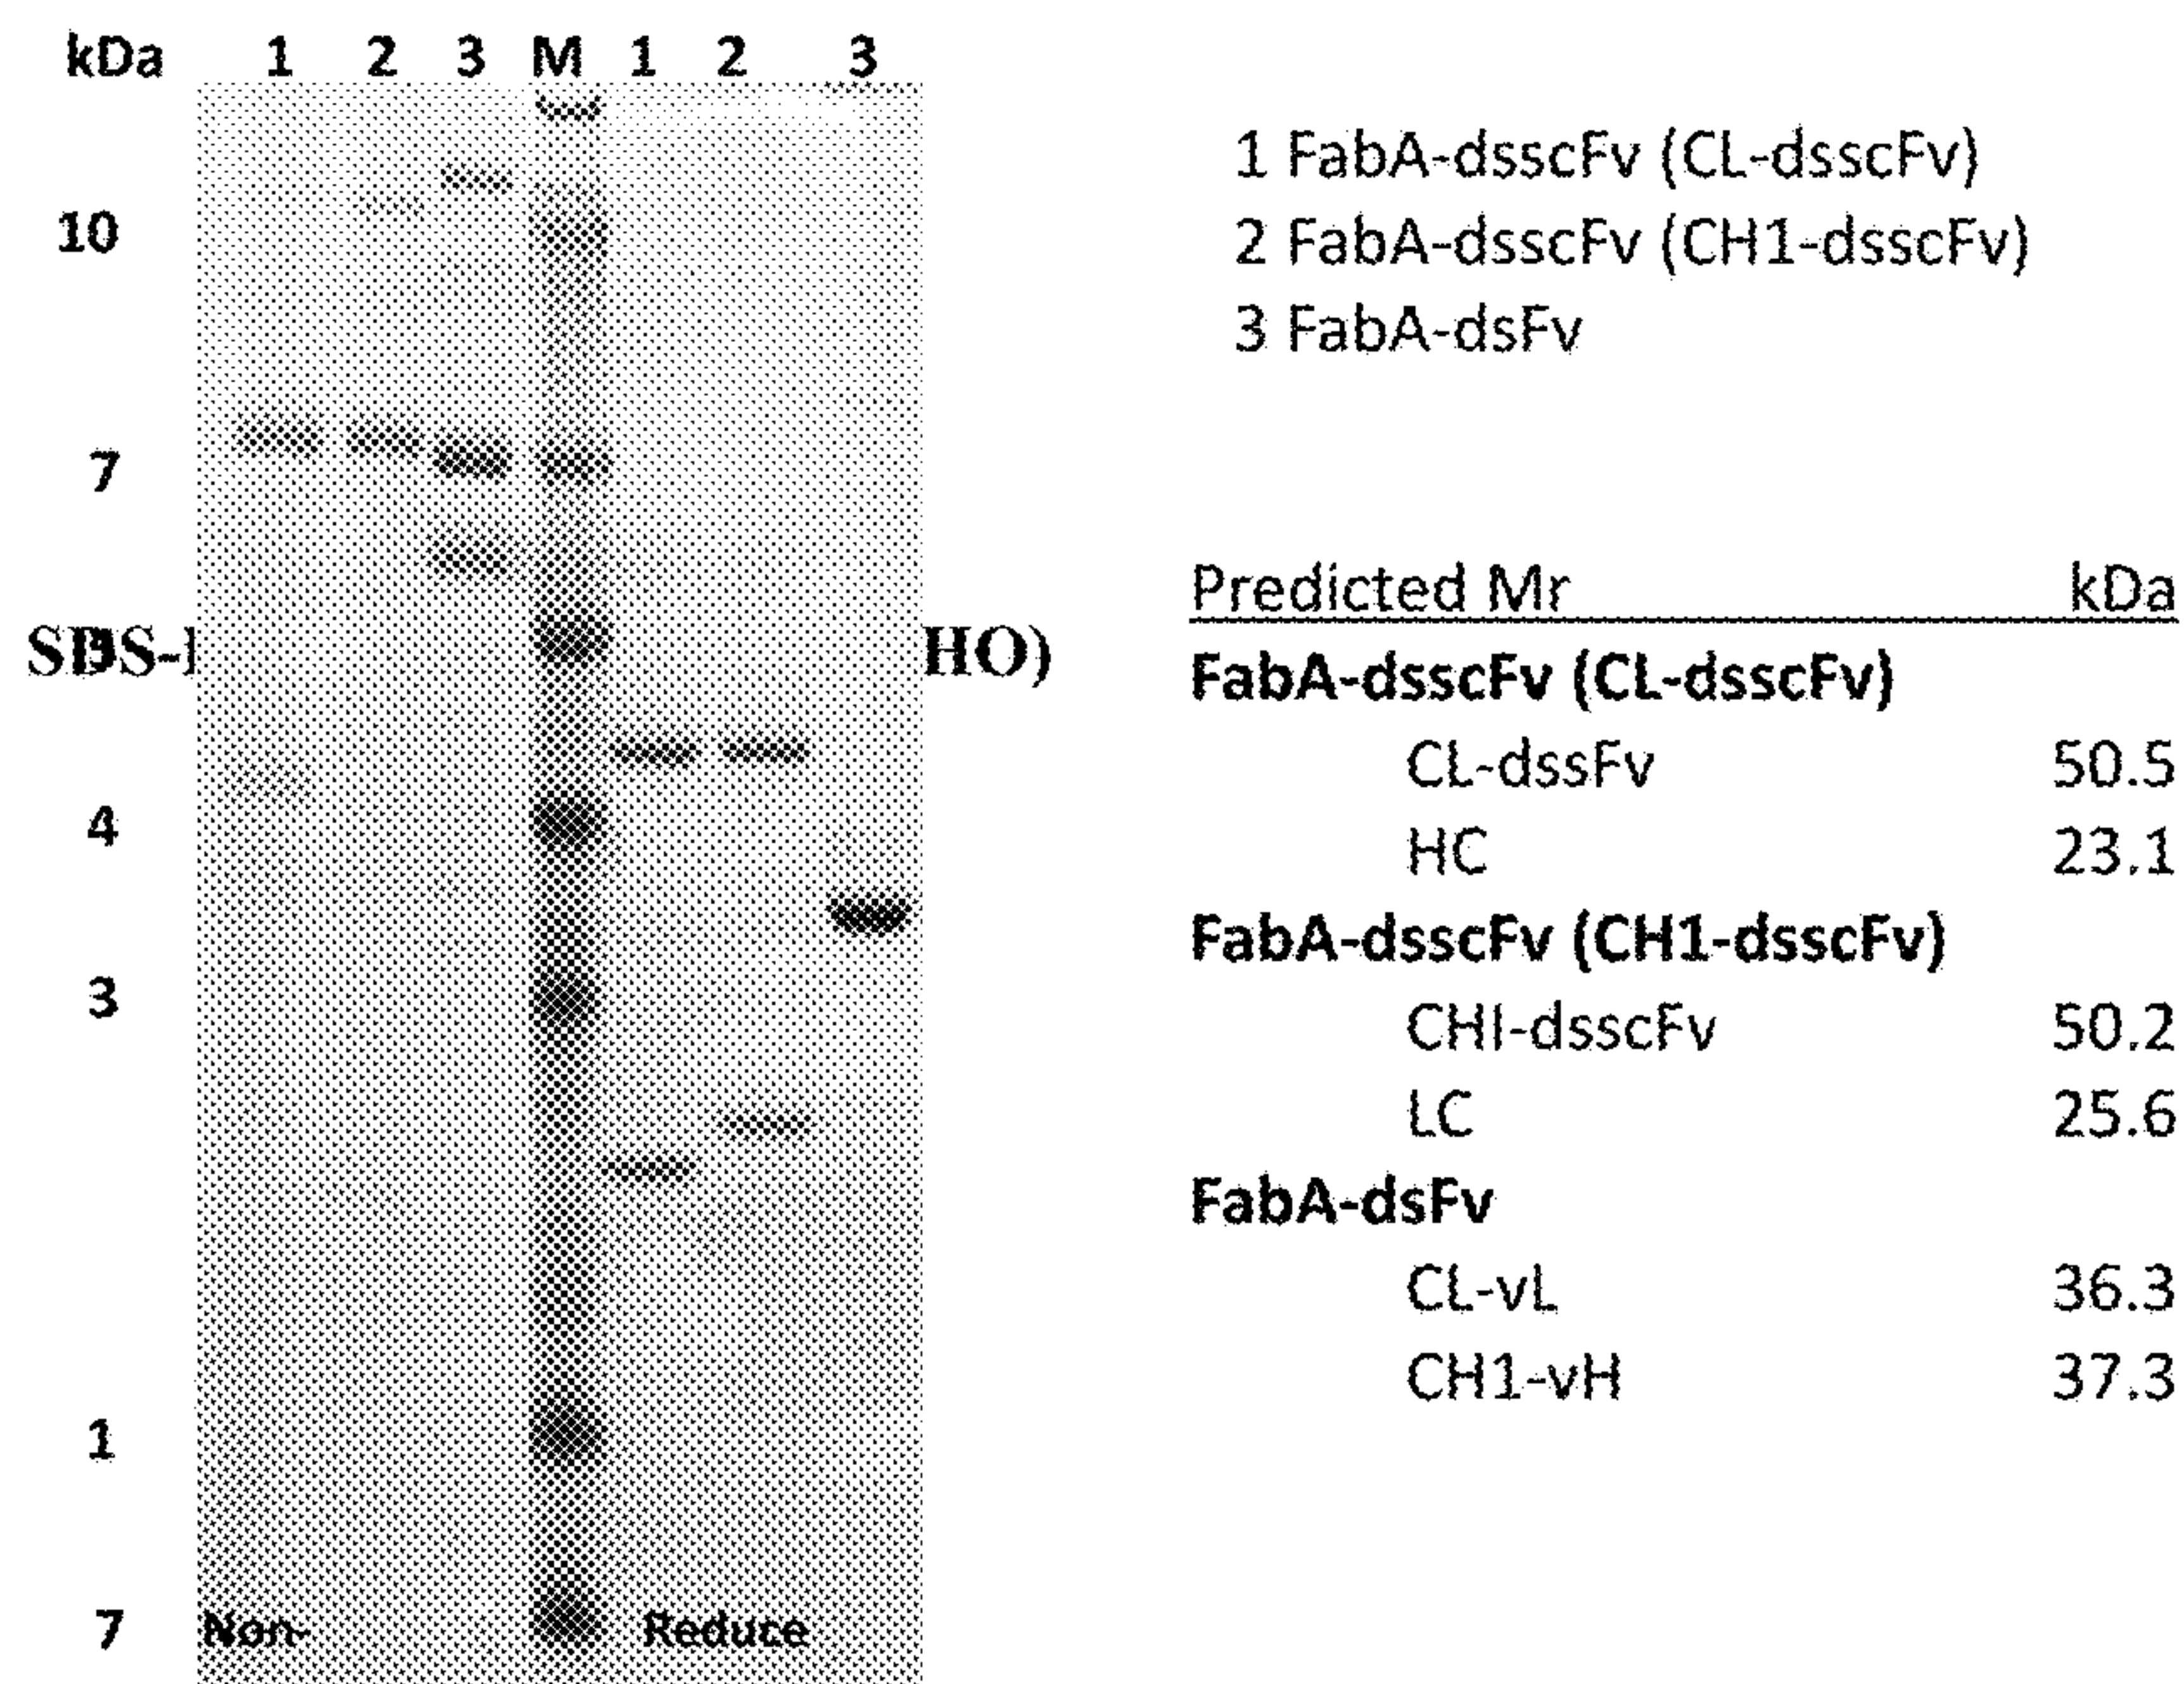 kDa 1 2 3 M 1 2 3
10
7
SDS-
HO)
4
3
1
7
Non-
Reduce
1 FabA-dsscFv (CL-dsscFv)
2 FabA-dsscFv (CH1-dsscFv)
3 FabA-dsFv
Predicted Mr kDa
FabA-dsscFv (CL-dsscFv)
CL-dssFv 50.5
HC 23.1
FabA-dsscFv (CH1-dsscFv)
CHI-dsscFv 50.2
LC 25.6
FabA-dsFv
CL-vL 36.3
CH1-vH 37.3